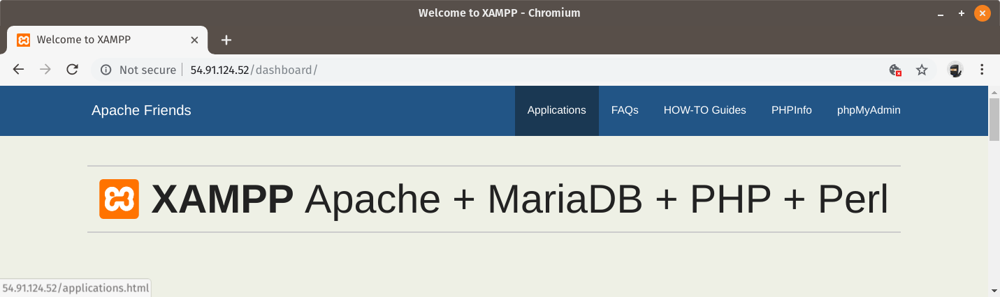 Welcome to XAMPP - Chromium
Welcome to XAMPP
Not secure 54.91.124.52/dashboard/
Apache Friends Applications FAQs HOW-TO Guides PHPInfo phpMyAdmin
XAMPP Apache + MariaDB + PHP + Perl
54.91.124.52/applications.html